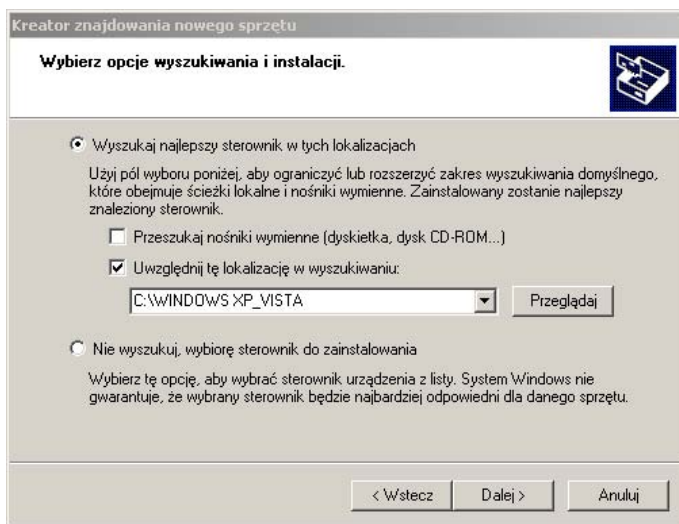 Kreator znajdowania nowego sprzętu
Wybierz opcje wyszukiwania i instalacji.
Wyszukaj najlepszy sterownik w tych lokalizacjach
Użyj pól wyboru poniżej, aby ograniczyć lub rozszerzyć zakres wyszukiwania domyślnego,
które obejmuje ścieżki lokalne i nośniki wymienne. Zainstalowany zostanie najlepszy
znaleziony sterownik.
Przeszukaj nośniki wymienne (dyskietka, dysk CD-ROM...)
Uwzględnij tę lokalizację w wyszukiwaniu:
C:\WINDOWS XP_VISTA
Przeglądaj
Nie wyszukuj, wybiorę sterownik do zainstalowania
Wybierz tę opcję, aby wybrać sterownik urządzenia z listy. System Windows nie
gwarantuje, że wybrany sterownik będzie najbardziej odpowiedni dla danego sprzętu.
< Wstecz
Dalej >
Anuluj